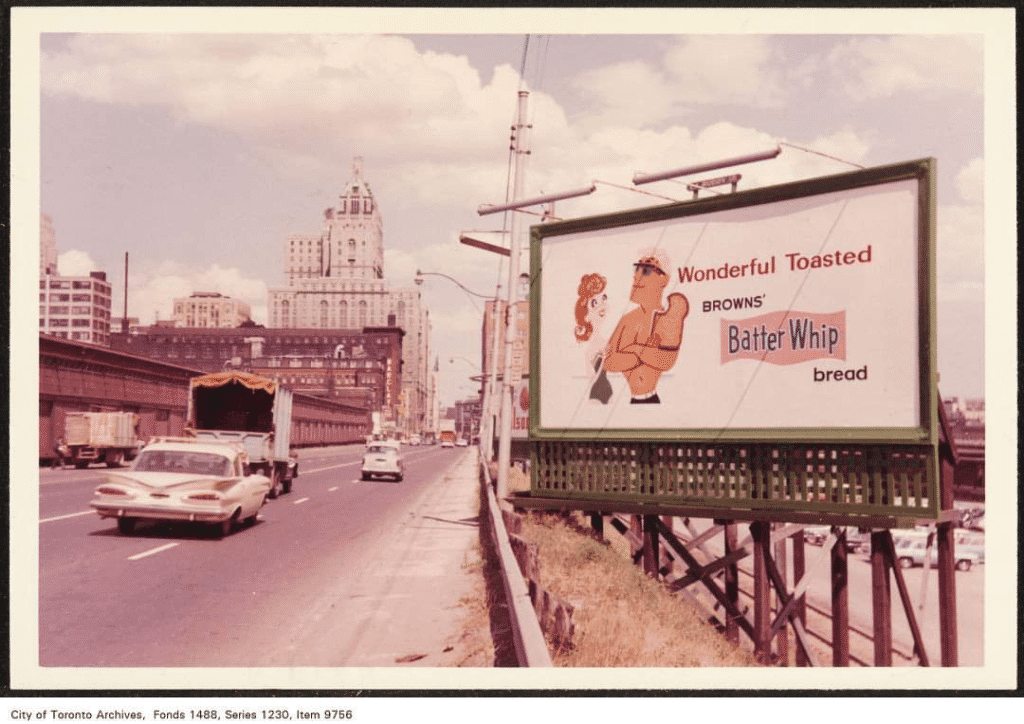 Wonderful Toasted
BROWNS'
Batter Whip
bread
City of Toronto Archives, Fonds 1488, Series 1230, Item 9756